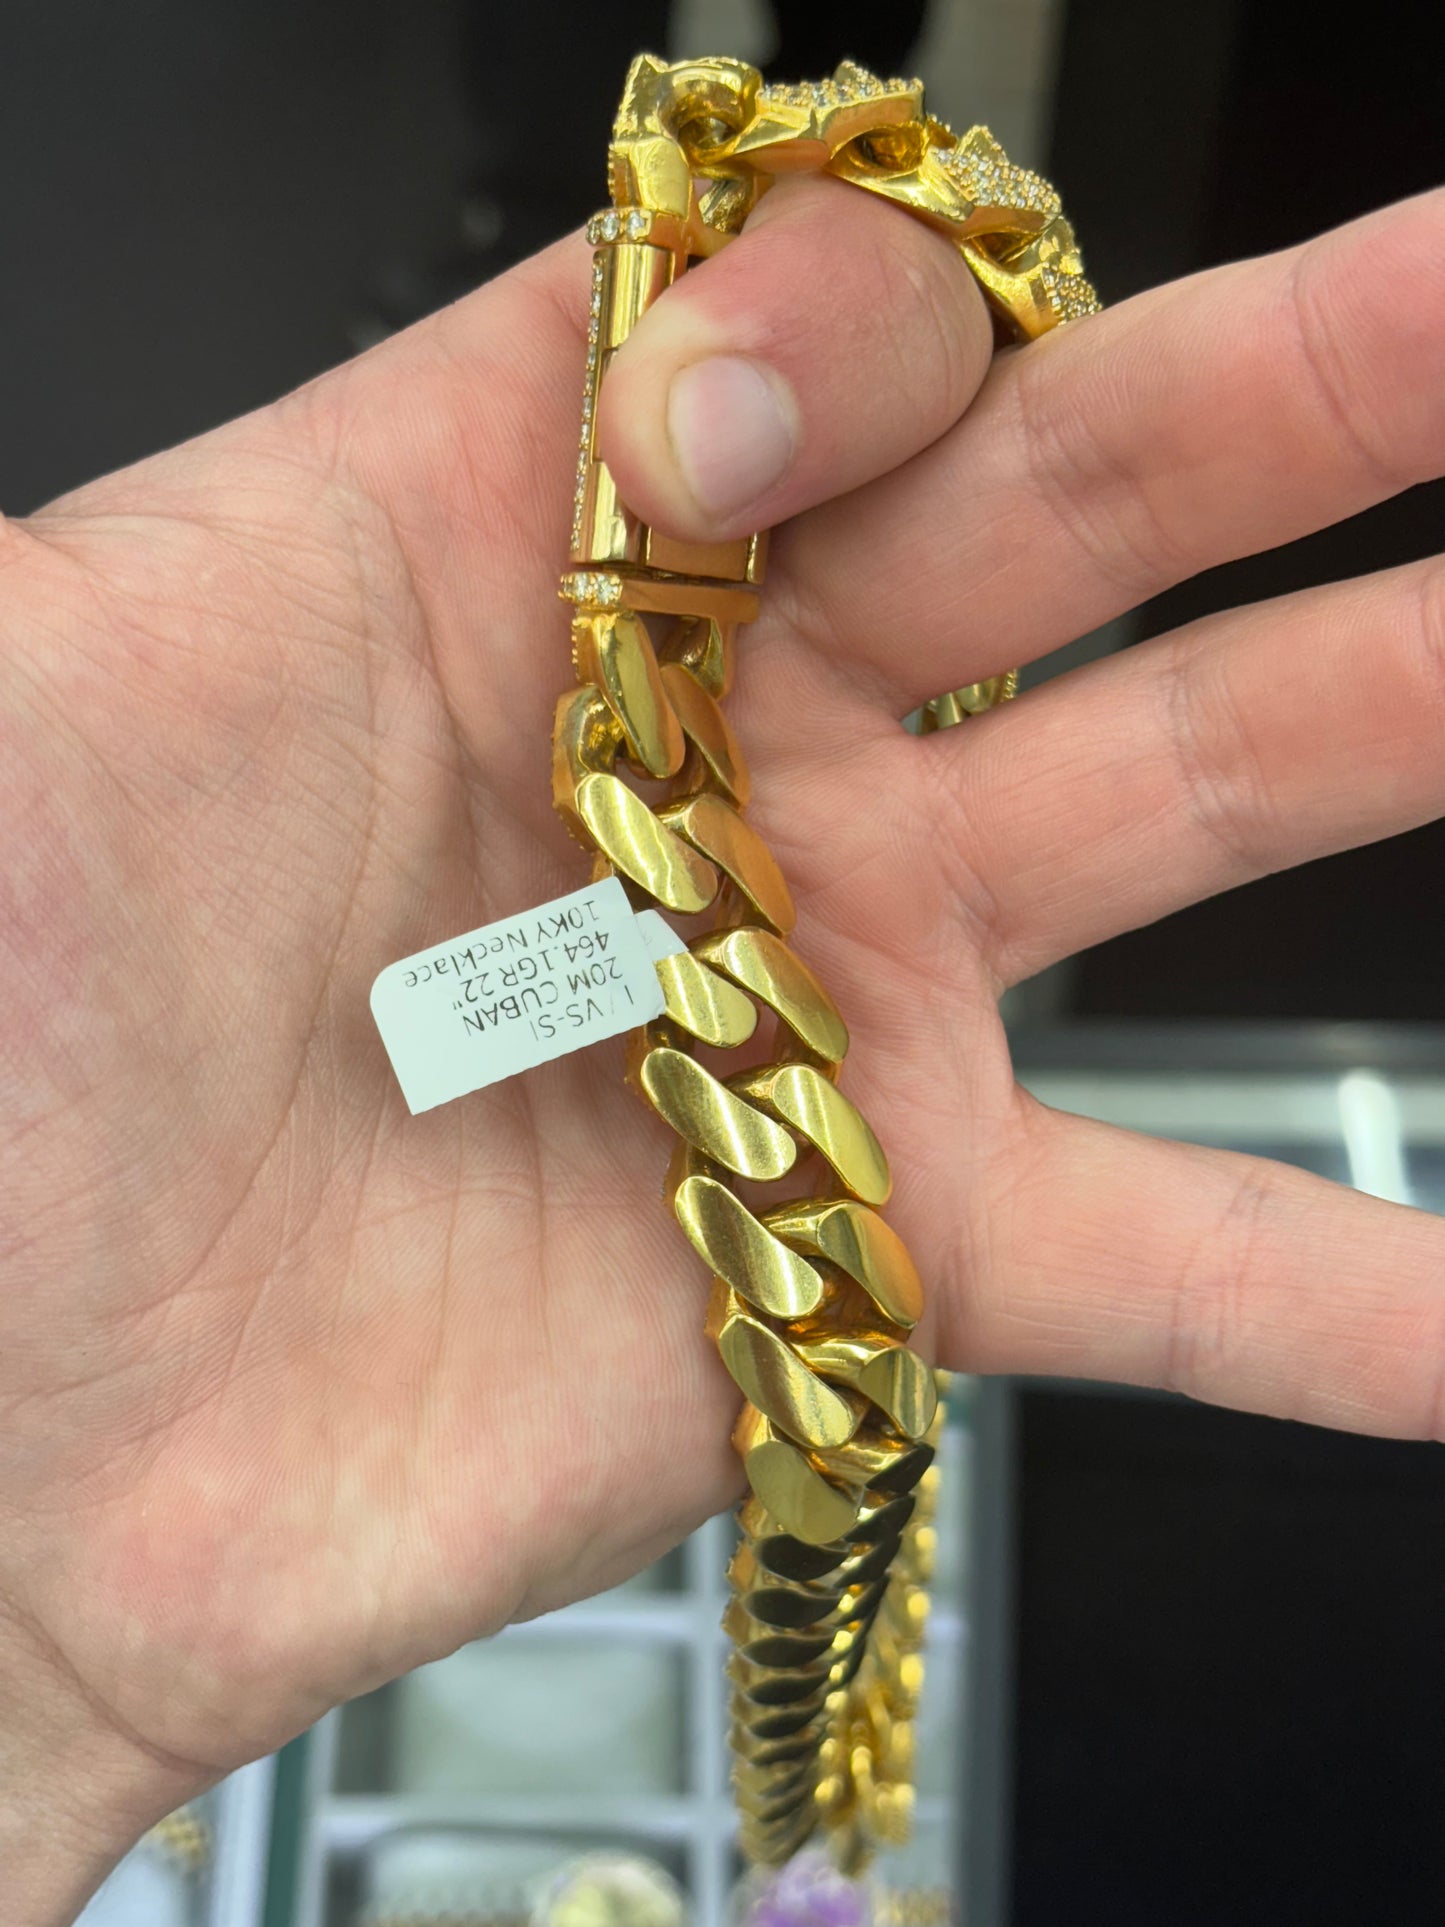 10KY Necklace
464.1GR 22"
20M CUBAN
I/VS-SI